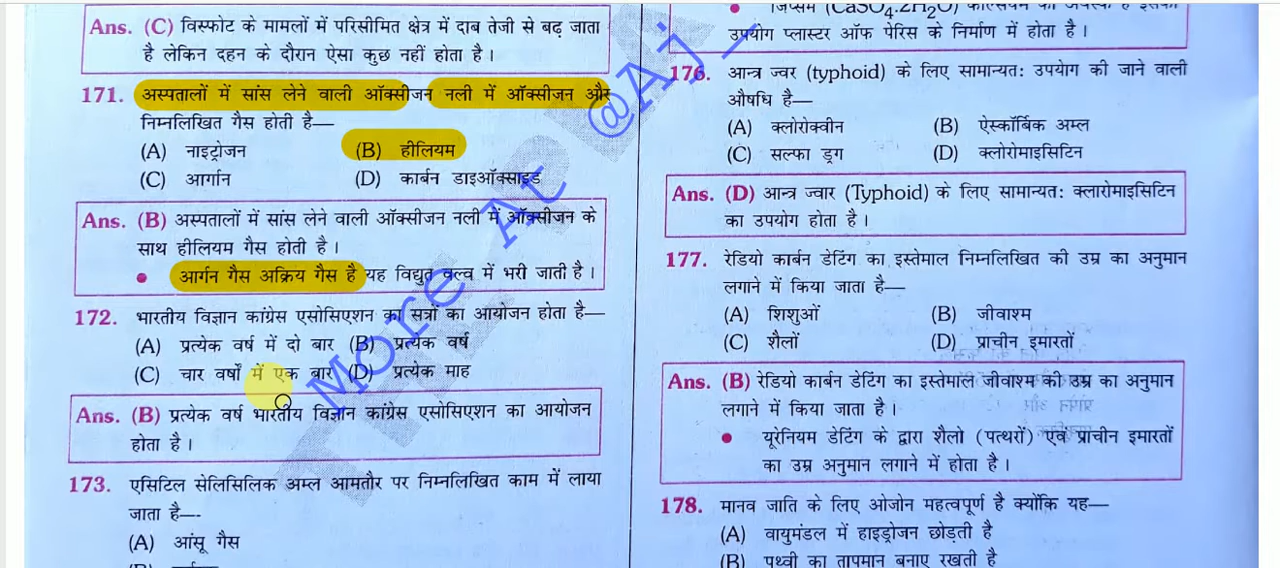 Ans. (C) विस्फोट के मामलों में परिसीमित क्षेत्र में दाब तेजी से बढ़ जाता
है लेकिन दहन के दौरान ऐसा कुछ नहीं होता है।
171. अस्पतालों में सांस लेने वाली ऑक्सीजन नली में ऑक्सीजन और
निम्नलिखित गैस होती है—
(A) नाइट्रोजन (B) हीलियम
(C) आर्गान (D) कार्बन डाइऑक्साइड
Ans. (B) अस्पतालों में सांस लेने वाली ऑक्सीजन नली में ऑक्सीजन के
साथ हीलियम गैस होती है।
● आर्गन गैस अक्रिय गैस है यह विद्युत बल्व में भरी जाती है।
172. भारतीय विज्ञान कांग्रेस एसोसिएशन का सत्रों का आयोजन होता है—
(A) प्रत्येक वर्ष में दो बार (B) प्रत्येक वर्ष
(C) चार वर्षों में एक बार (D) प्रत्येक माह
Ans. (B) प्रत्येक वर्ष भारतीय विज्ञान कांग्रेस एसोसिएशन का आयोजन
होता है।
173. एसिटिल सेलिसिलिक अम्ल आमतौर पर निम्नलिखित काम में लाया
जाता है—
(A) आंसू गैस
● जिप्सम (CaSO4.2H2O)
उपयोग प्लास्टर ऑफ पेरिस के निर्माण में होता है।
176. आन्त्र ज्वर (typhoid) के लिए सामान्यत: उपयोग की जाने वाली
औषधि है—
(A) क्लोरोक्वीन (B) ऐस्कॉर्बिक अम्ल
(C) सल्फा ड्रग (D) क्लोरोमाइसिटिन
Ans. (D) आन्त्र ज्वार (Typhoid) के लिए सामान्यत: क्लारोमाइसिटिन
का उपयोग होता है।
177. रेडियो कार्बन डेटिंग का इस्तेमाल निम्नलिखित की उम्र का अनुमान
लगाने में किया जाता है—
(A) शिशुओं (B) जीवाश्म
(C) शैलों (D) प्राचीन इमारतों
Ans. (B) रेडियो कार्बन डेटिंग का इस्तेमाल जीवाश्म की उम्र का अनुमान
लगाने में किया जाता है।
● यूरेनियम डेटिंग के द्वारा शैलो (पत्थरों) एवं प्राचीन इमारतों
का उम्र अनुमान लगाने में होता है।
178. मानव जाति के लिए ओजोन महत्वपूर्ण है क्योंकि यह—
(A) वायुमंडल में हाइड्रोजन छोड़ती है
(B) पृथ्वी का तापमान बनाए रखती है
More At @Aj_